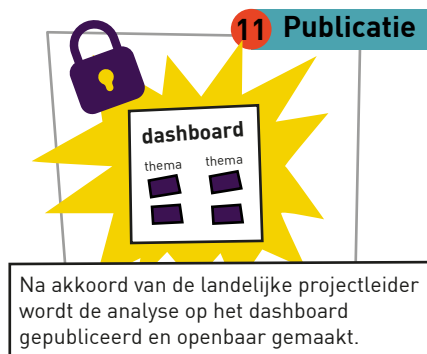 11 Publicatie
dashboard
thema thema
Na akkoord van de landelijke projectleider
wordt de analyse op het dashboard
gepubliceerd en openbaar gemaakt.